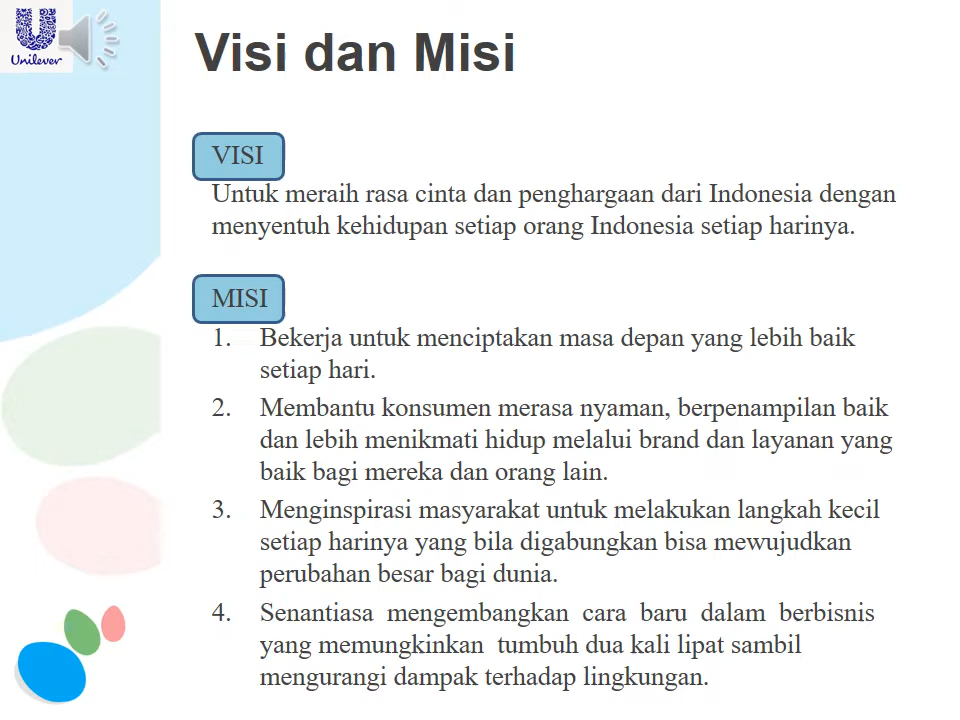 Unilever
Visi dan Misi
VISI
Untuk meraih rasa cinta dan penghargaan dari Indonesia dengan
menyentuh kehidupan setiap orang Indonesia setiap harinya.
MISI
1. Bekerja untuk menciptakan masa depan yang lebih baik
setiap hari.
2. Membantu konsumen merasa nyaman, berpenampilan baik
dan lebih menikmati hidup melalui brand dan layanan yang
baik bagi mereka dan orang lain.
3. Menginspirasi masyarakat untuk melakukan langkah kecil
setiap harinya yang bila digabungkan bisa mewujudkan
perubahan besar bagi dunia.
4. Senantiasa mengembangkan cara baru dalam berbisnis
yang memungkinkan tumbuh dua kali lipat sambil
mengurangi dampak terhadap lingkungan.